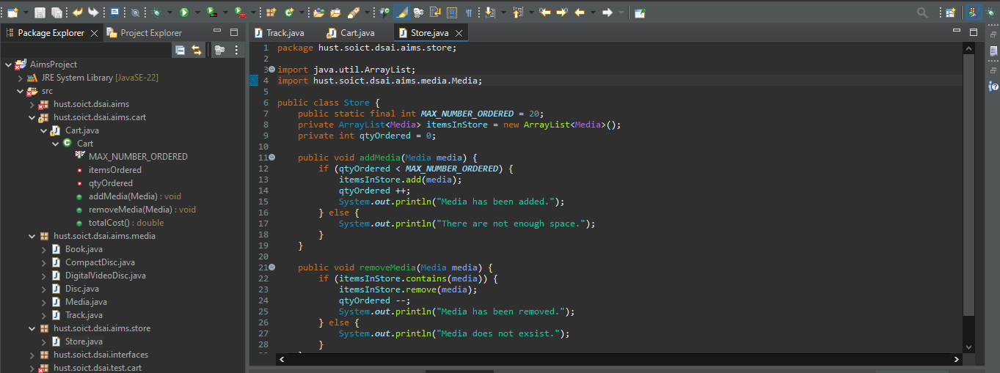 Package Explorer
Project Explorer
AimsProject
JRE System Library [JavaSE-22]
src
hust.soict.dsai.aims
hust.soict.dsai.aims.cart
Cart.java
Cart
MAX_NUMBER_ORDERED
itemsOrdered
qtyOrdered
addMedia(Media) : void
removeMedia(Media) : void
totalCost() : double
hust.soict.dsai.aims.media
Book.java
CompactDisc.java
DigitalVideoDisc.java
Disc.java
Media.java
Track.java
hust.soict.dsai.aims.store
Store.java
hust.soict.dsai.interfaces
hust.soict.dsai.test.cart
Track.java
Cart.java
Store.java
1 package hust.soict.dsai.aims.store;
2
3 import java.util.ArrayList;
4 import hust.soict.dsai.aims.media.Media;
5
6 public class Store {
7     public static final int MAX_NUMBER_ORDERED = 20;
8     private ArrayList<Media> itemsInStore = new ArrayList<Media>();
9     private int qtyOrdered = 0;
10
11     public void addMedia(Media media) {
12         if (qtyOrdered < MAX_NUMBER_ORDERED) {
13             itemsInStore.add(media);
14             qtyOrdered ++;
15             System.out.println("Media has been added.");
16         } else {
17             System.out.println("There are not enough space.");
18         }
19     }
20
21     public void removeMedia(Media media) {
22         if (itemsInStore.contains(media)) {
23             itemsInStore.remove(media);
24             qtyOrdered --;
25             System.out.println("Media has been removed.");
26         } else {
27             System.out.println("Media does not exsist.");
28         }